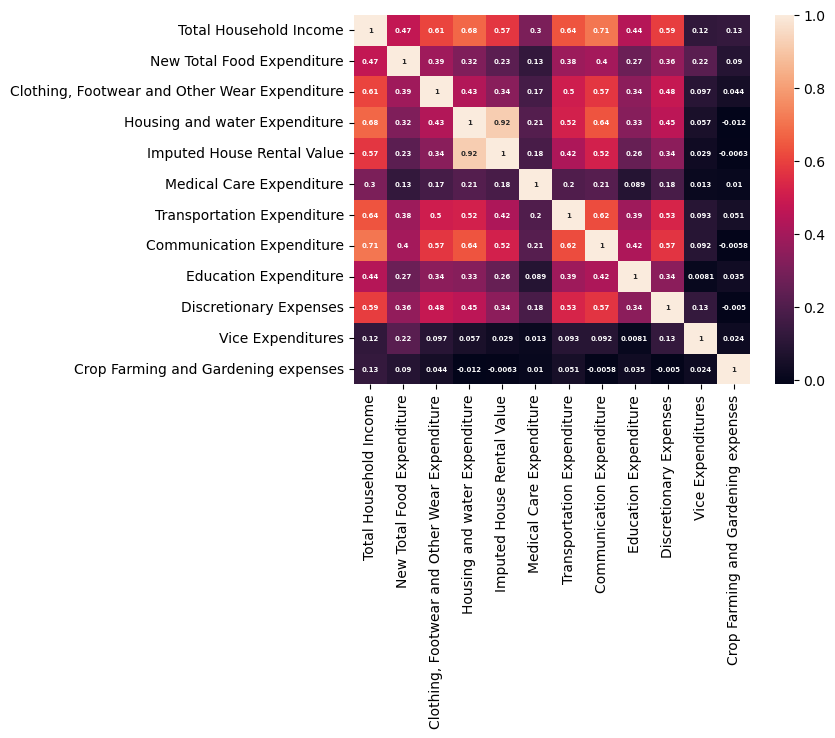 Total Household Income 1 0.47 0.61 0.68 0.57 0.3 0.64 0.71 0.44 0.59 0.12 0.13
New Total Food Expenditure 0.47 1 0.39 0.32 0.23 0.13 0.38 0.4 0.27 0.36 0.22 0.09
Clothing, Footwear and Other Wear Expenditure 0.61 0.39 1 0.43 0.34 0.17 0.5 0.57 0.34 0.48 0.097 0.044
Housing and water Expenditure 0.68 0.32 0.43 1 0.92 0.21 0.52 0.64 0.33 0.45 0.057 -0.012
Imputed House Rental Value 0.57 0.23 0.34 0.92 1 0.18 0.42 0.52 0.26 0.34 0.029 -0.0063
Medical Care Expenditure 0.3 0.13 0.17 0.21 0.18 1 0.2 0.21 0.089 0.18 0.013 0.01
Transportation Expenditure 0.64 0.38 0.5 0.52 0.42 0.2 1 0.62 0.39 0.53 0.093 0.051
Communication Expenditure 0.71 0.4 0.57 0.64 0.52 0.21 0.62 1 0.42 0.57 0.092 -0.0058
Education Expenditure 0.44 0.27 0.34 0.33 0.26 0.089 0.39 0.42 1 0.34 0.0081 0.035
Discretionary Expenses 0.59 0.36 0.48 0.45 0.34 0.18 0.53 0.57 0.34 1 0.13 -0.005
Vice Expenditures 0.12 0.22 0.097 0.057 0.029 0.013 0.093 0.092 0.0081 0.13 1 0.024
Crop Farming and Gardening expenses 0.13 0.09 0.044 -0.012 -0.0063 0.01 0.051 -0.0058 0.035 -0.005 0.024 1
Total Household Income
New Total Food Expenditure
Clothing, Footwear and Other Wear Expenditure
Housing and water Expenditure
Imputed House Rental Value
Medical Care Expenditure
Transportation Expenditure
Communication Expenditure
Education Expenditure
Discretionary Expenses
Vice Expenditures
Crop Farming and Gardening expenses
1.0
0.8
0.6
0.4
0.2
0.0